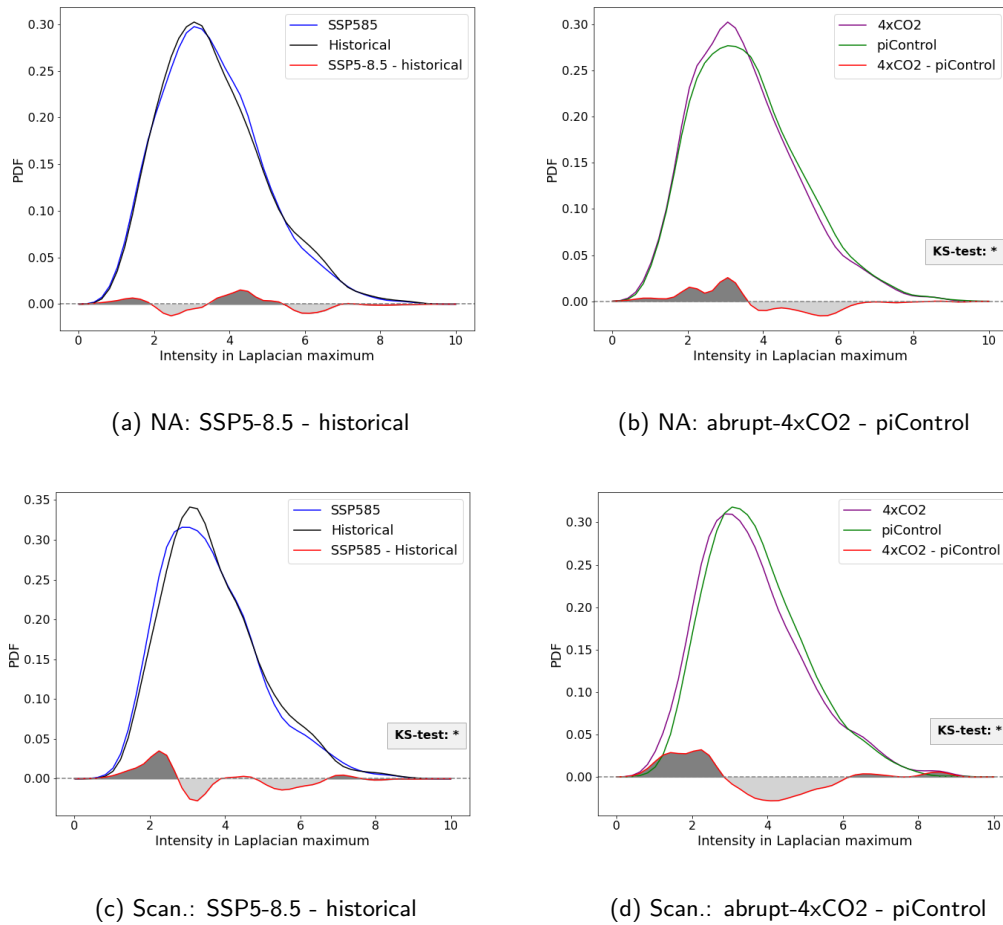 SSP585
Historical
SSP5-8.5 - historical
PDF
0.30
0.25
0.20
0.15
0.10
0.05
0.00
0 2 4 6 8 10
Intensity in Laplacian maximum
(a) NA: SSP5-8.5 - historical
4xCO2
piControl
4xCO2 - piControl
KS-test: *
PDF
0.30
0.25
0.20
0.15
0.10
0.05
0.00
0 2 4 6 8 10
Intensity in Laplacian maximum
(b) NA: abrupt-4xCO2 - piControl
SSP585
Historical
SSP585 - Historical
KS-test: *
PDF
0.35
0.30
0.25
0.20
0.15
0.10
0.05
0.00
0 2 4 6 8 10
Intensity in Laplacian maximum
(c) Scan.: SSP5-8.5 - historical
4xCO2
piControl
4xCO2 - piControl
KS-test: *
PDF
0.30
0.25
0.20
0.15
0.10
0.05
0.00
0 2 4 6 8 10
Intensity in Laplacian maximum
(d) Scan.: abrupt-4xCO2 - piControl